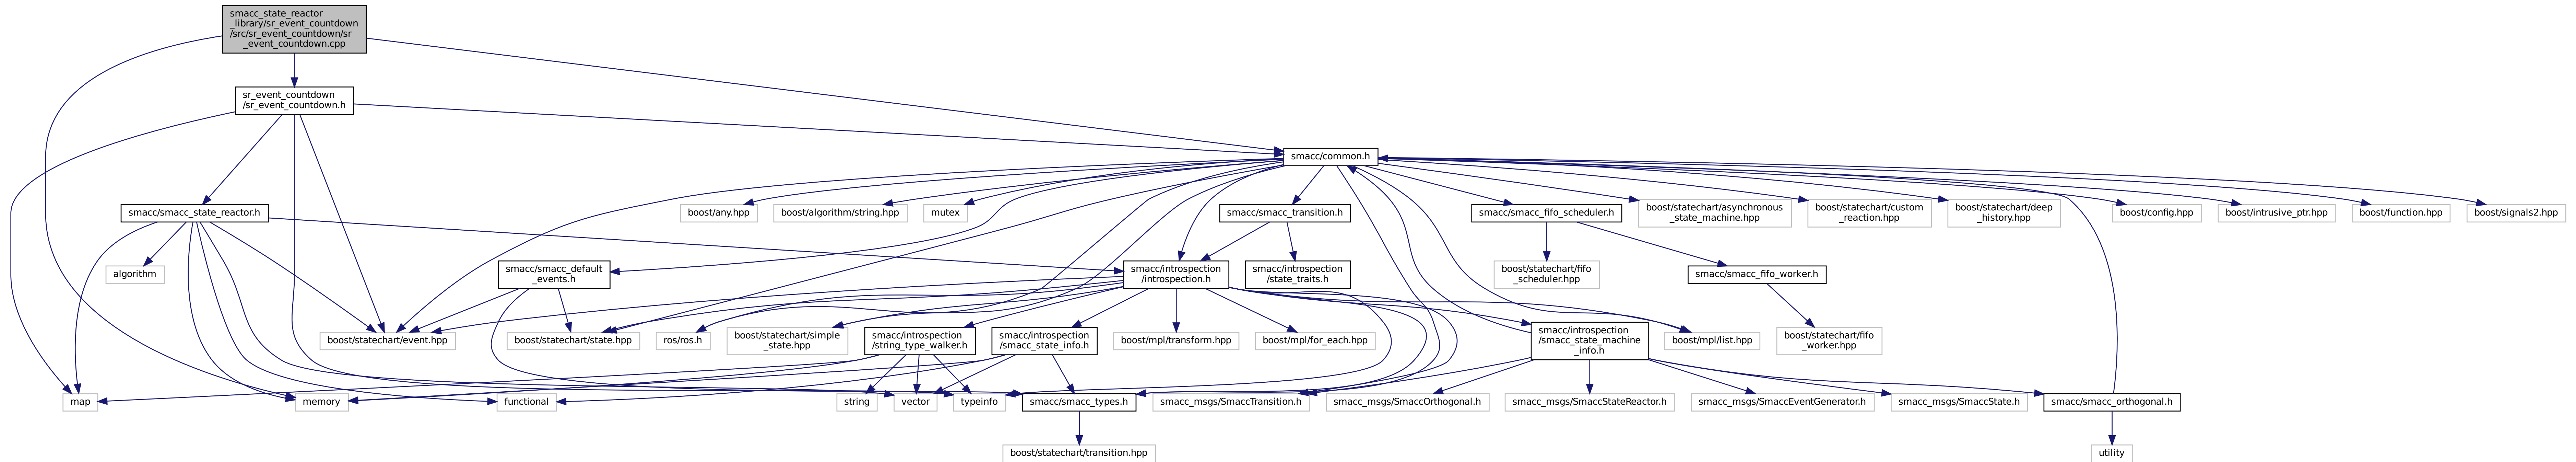 smacc_state_reactor
_library/sr_event_countdown
/src/sr_event_countdown/sr
_event_countdown.cpp
sr_event_countdown
/sr_event_countdown.h
smacc/common.h
smacc/smacc_state_reactor.h
boost/any.hpp
boost/algorithm/string.hpp
mutex
smacc/smacc_transition.h
smacc/smacc_fifo_scheduler.h
boost/statechart/asynchronous
_state_machine.hpp
boost/statechart/custom
_reaction.hpp
boost/statechart/deep
_history.hpp
boost/config.hpp
boost/intrusive_ptr.hpp
boost/function.hpp
boost/signals2.hpp
algorithm
smacc/smacc_default
_events.h
smacc/introspection
/introspection.h
smacc/introspection
/state_traits.h
boost/statechart/fifo
_scheduler.hpp
smacc/smacc_fifo_worker.h
boost/statechart/event.hpp
boost/statechart/state.hpp
ros/ros.h
boost/statechart/simple
_state.hpp
smacc/introspection
/string_type_walker.h
smacc/introspection
/smacc_state_info.h
boost/mpl/transform.hpp
boost/mpl/for_each.hpp
smacc/introspection
/smacc_state_machine
_info.h
boost/mpl/list.hpp
boost/statechart/fifo
_worker.hpp
map
memory
functional
string
vector
typeinfo
smacc/smacc_types.h
smacc_msgs/SmaccTransition.h
smacc_msgs/SmaccOrthogonal.h
smacc_msgs/SmaccStateReactor.h
smacc_msgs/SmaccEventGenerator.h
smacc_msgs/SmaccState.h
smacc/smacc_orthogonal.h
boost/statechart/transition.hpp
utility